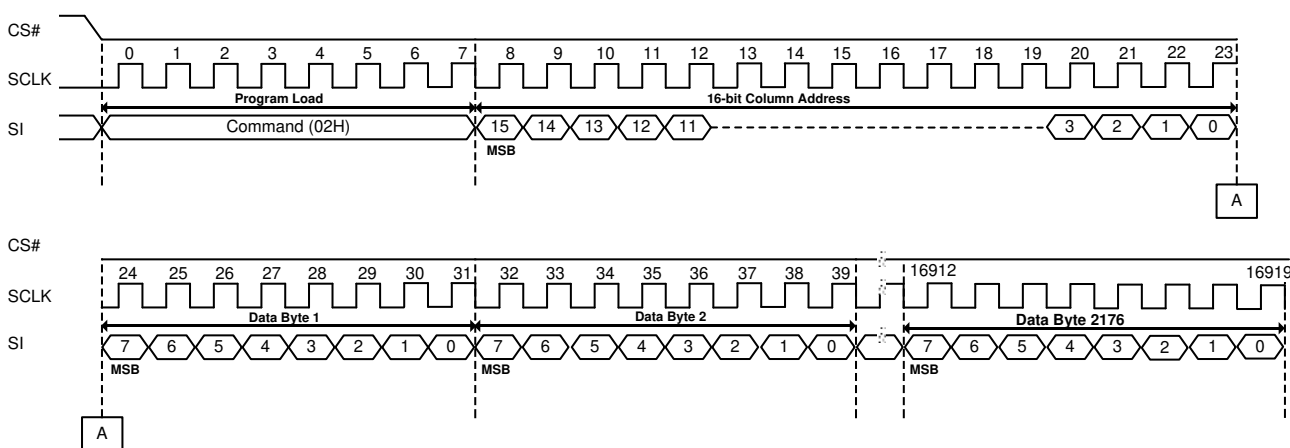 CS#
0 1 2 3 4 5 6 7 8 9 10 11 12 13 14 15 16 17 18 19 20 21 22 23
SCLK
Program Load 16-bit Column Address
SI Command (02H) 15 14 13 12 11 3 2 1 0
MSB
A
CS#
24 25 26 27 28 29 30 31 32 33 34 35 36 37 38 39 16912 16919
SCLK
Data Byte 1 Data Byte 2 Data Byte 2176
SI 7 6 5 4 3 2 1 0 7 6 5 4 3 2 1 0 7 6 5 4 3 2 1 0
MSB MSB MSB
A